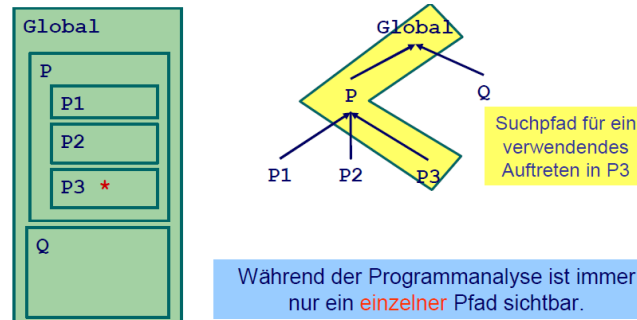 Global
P
P1
P2
P3 *
Q
Global
P
Q
P1 P2 P3
Suchpfad für ein
verwendendes
Auftreten in P3
Während der Programmanalyse ist immer
nur ein einzelner Pfad sichtbar.